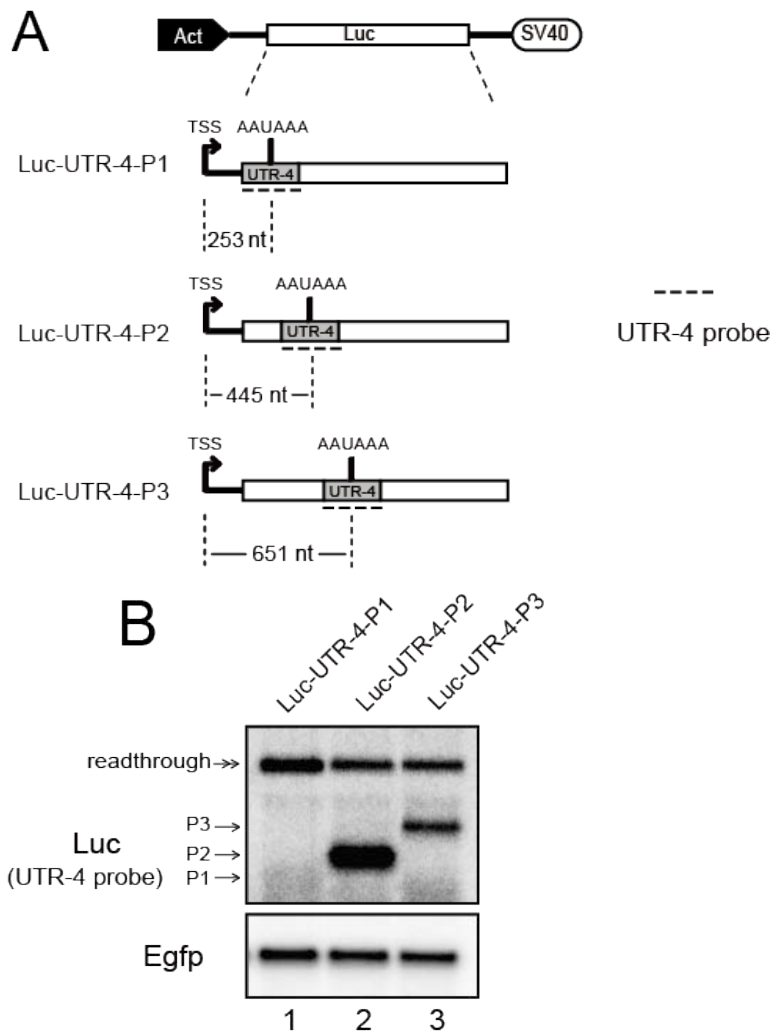 A
Act Luc SV40
TSS AAUAAA
Luc-UTR-4-P1 UTR-4
253 nt
TSS AAUAAA
Luc-UTR-4-P2 UTR-4
UTR-4 probe
445 nt
TSS AAUAAA
Luc-UTR-4-P3 UTR-4
651 nt
B
Luc-UTR-4-P1
Luc-UTR-4-P2
Luc-UTR-4-P3
readthrough
P3
Luc
P2
(UTR-4 probe)
P1
Egfp
1 2 3